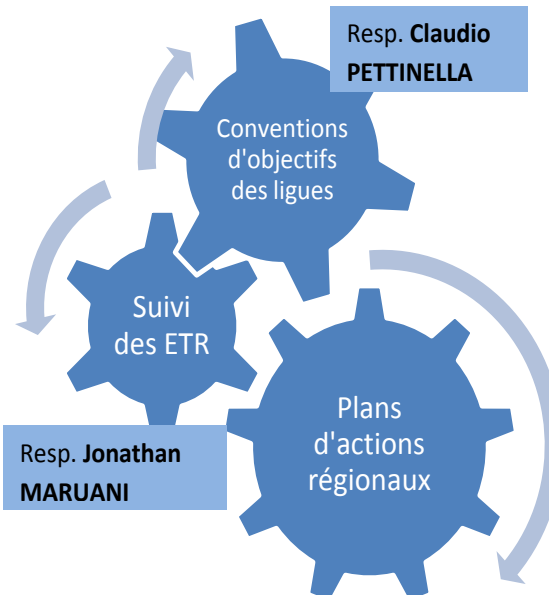 Resp. Claudio
PETTINELLA
Conventions
d'objectifs
des ligues
Suivi
des ETR
Plans
d'actions
régionaux
Resp. Jonathan
MARUANI